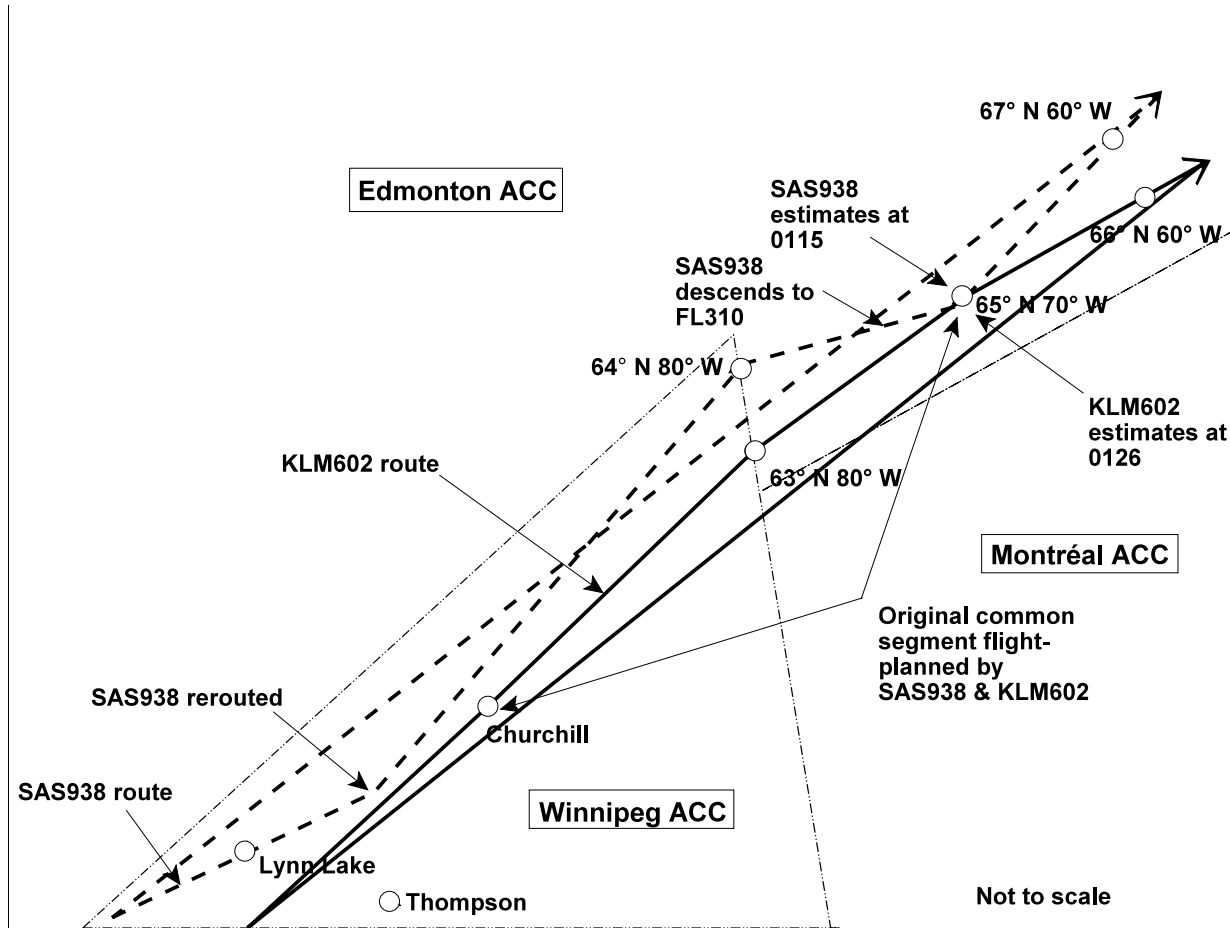 67° N 60° W
Edmonton ACC
SAS938
estimates at
0115
66° N 60° W
SAS938
descends to
FL310
65° N 70° W
64° N 80° W
KLM602
estimates at
0126
KLM602 route
63° N 80° W
Montréal ACC
Original common
segment flight-
planned by
SAS938 & KLM602
SAS938 rerouted
Churchill
SAS938 route
Winnipeg ACC
Lynn Lake
Thompson
Not to scale